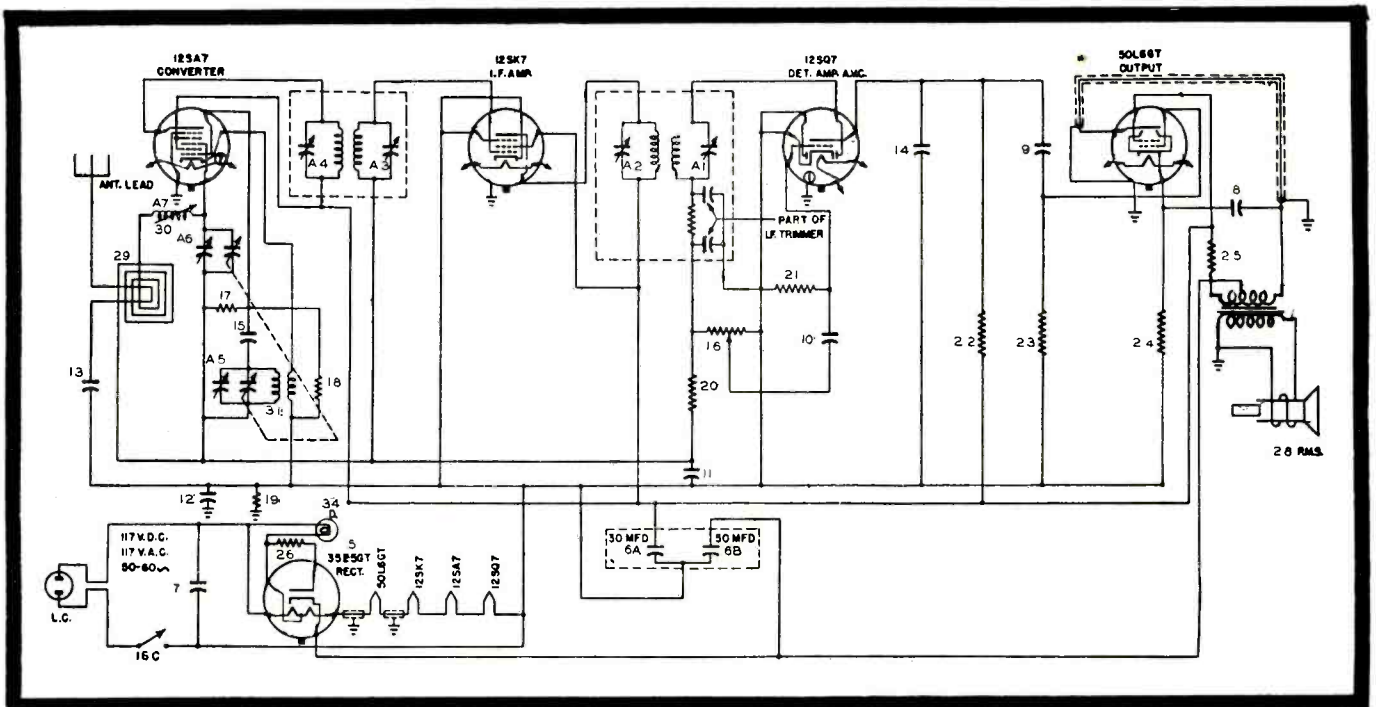 12SA7
CONVERTER
12SK7
I.F. AMP.
12SQ7
DET. AMP. A.V.C.
50L6GT
OUTPUT
ANT. LEAD
A4
A3
A2
A1
14
9
8
A7
30
A6
PART OF
I.F. TRIMMER
25
29
17
21
15
16
10
22
23
24
A5
13
18
31
20
28 P.M.S.
11
12
19
34
117 V.D.C.
117 V.A.C.
50-60~
26
5
35Z5GT
RECT.
50L6GT
12SK7
12SA7
12SQ7
30 MFD
6A
50 MFD
6B
7
L.C.
16C